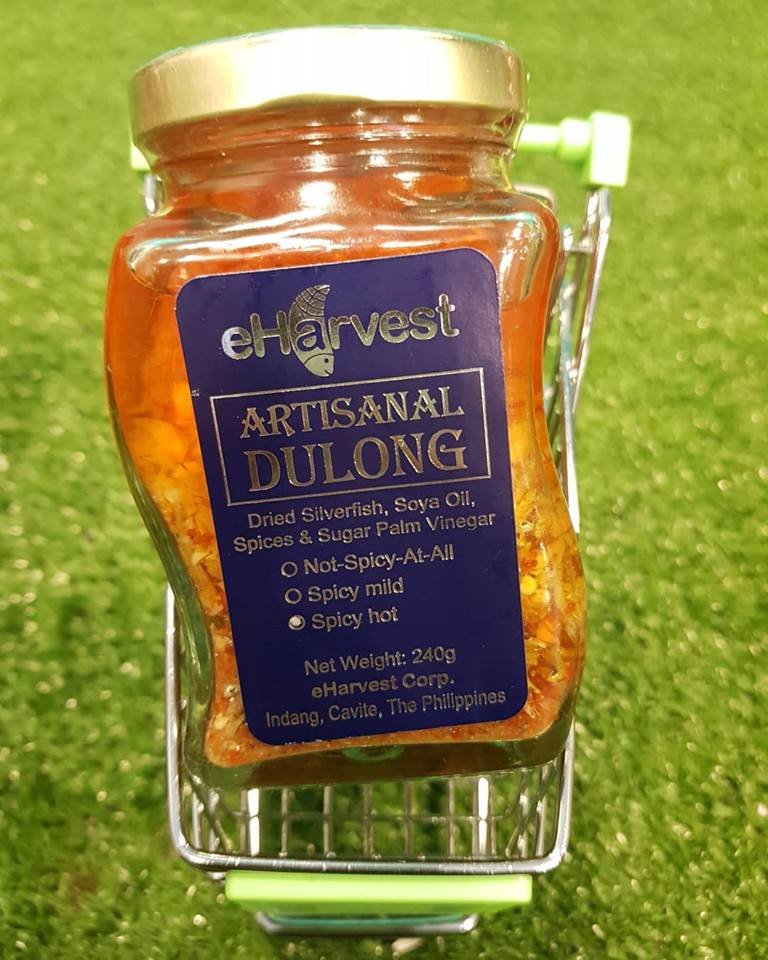 eHarvest
ARTISANAL
DULONG
Dried Silverfish, Soya Oil,
Spices & Sugar Palm Vinegar
Not-Spicy-At-All
Spicy mild
Spicy hot
Net Weight: 240g
eHarvest Corp.
Indang, Cavite, The Philippines